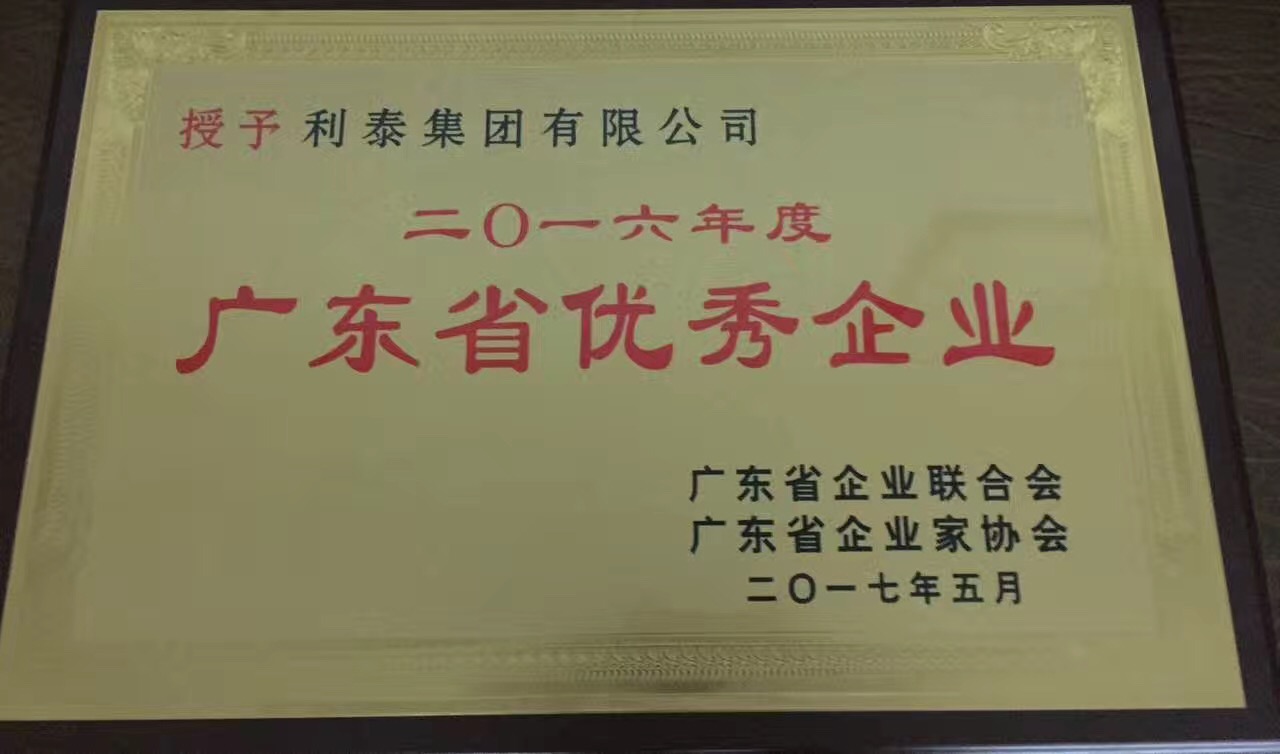 授予 利泰集团有限公司
二〇一六年度
广东省优秀企业
广东省企业联合会
广东省企业家协会
二〇一七年五月